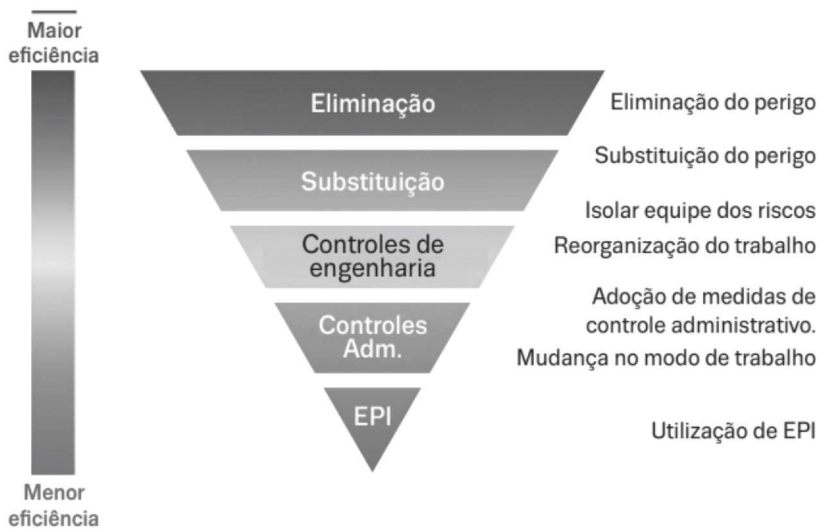 Maior
eficiência
Eliminação
Eliminação do perigo
Substituição
Substituição do perigo
Controles de
engenharia
Isolar equipe dos riscos
Reorganização do trabalho
Controles
Adm.
Adoção de medidas de
controle administrativo.
Mudança no modo de trabalho
EPI
Utilização de EPI
Menor
eficiência